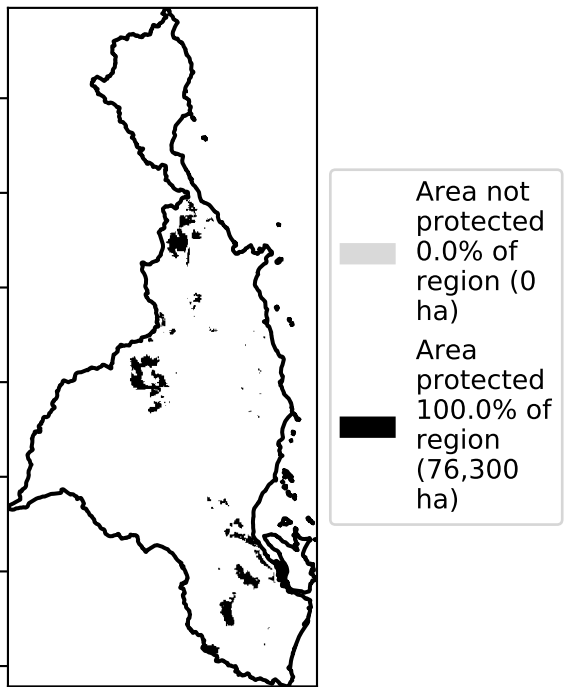 Area not
protected
0.0% of
region (0
ha)
Area
protected
100.0% of
region
(76,300
ha)